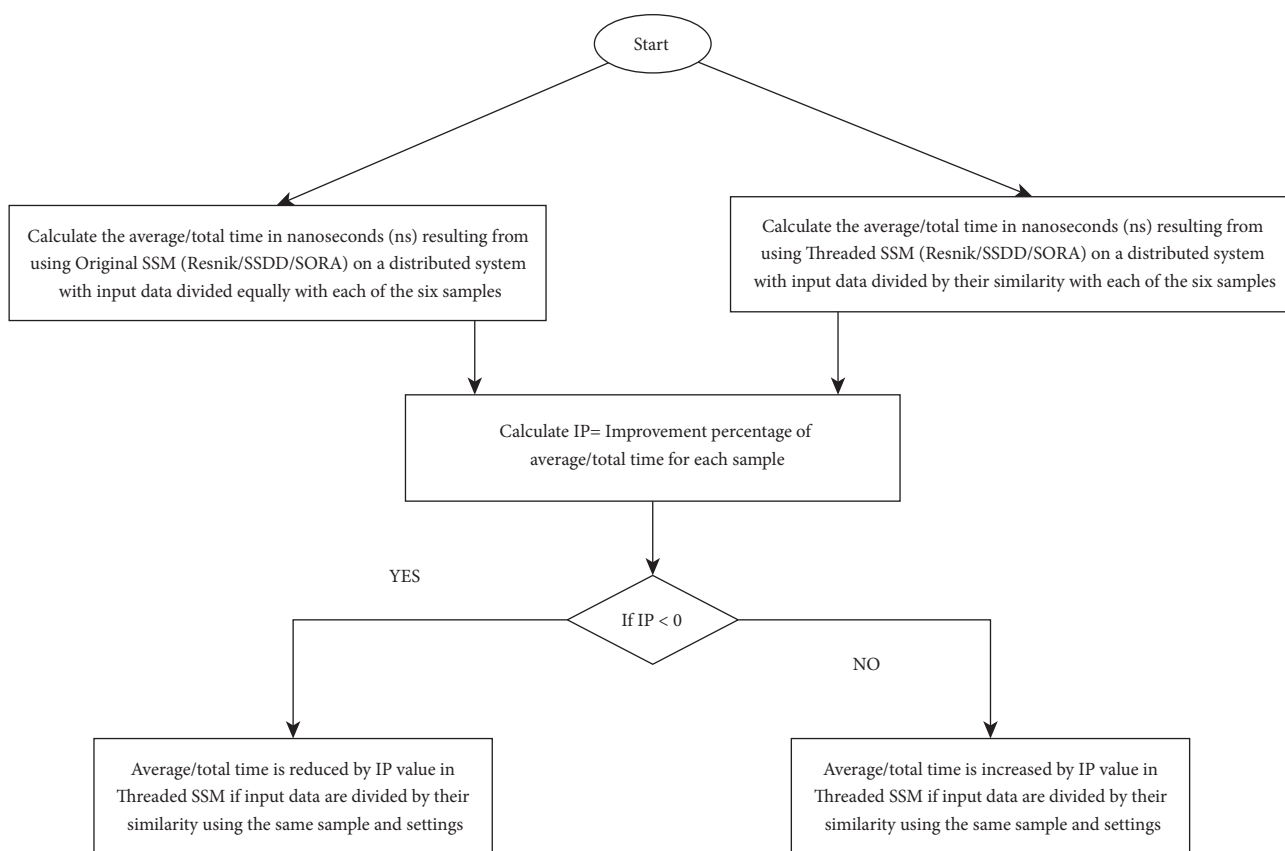 Start
Calculate the average/total time in nanoseconds (ns) resulting from
using Original SSM (Resnik/SSDD/SORA) on a distributed system
with input data divided equally with each of the six samples
Calculate the average/total time in nanoseconds (ns) resulting from
using Threaded SSM (Resnik/SSDD/SORA) on a distributed system
with input data divided by their similarity with each of the six samples
Calculate IP= Improvement percentage of
average/total time for each sample
YES
If IP < 0
NO
Average/total time is reduced by IP value in
Threaded SSM if input data are divided by their
similarity using the same sample and settings
Average/total time is increased by IP value in
Threaded SSM if input data are divided by their
similarity using the same sample and settings